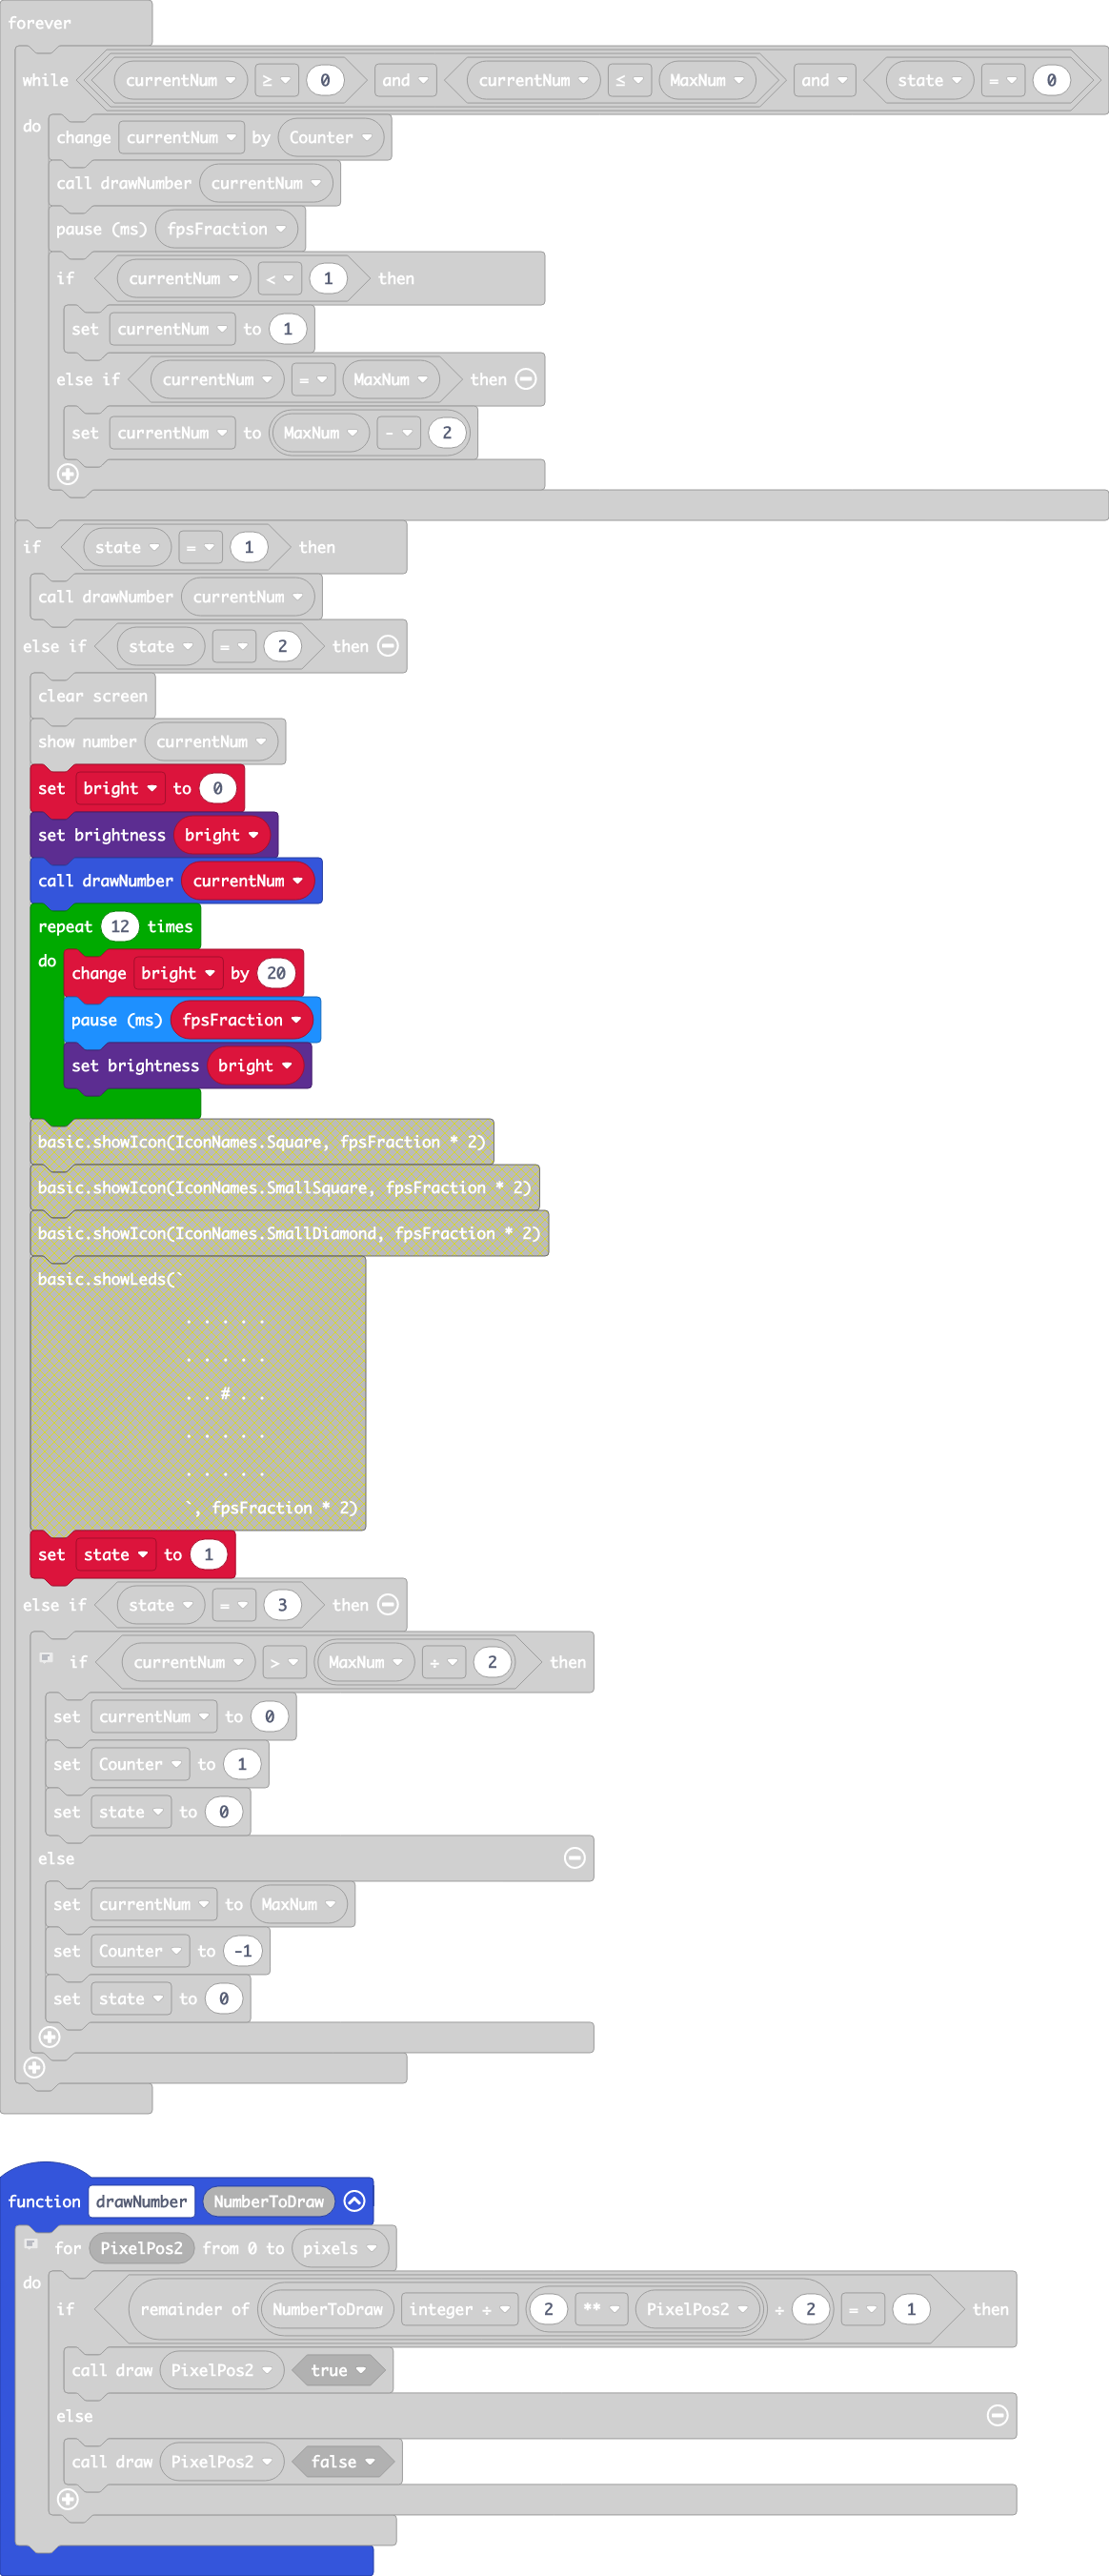 forever
while currentNum ≥ 0 and currentNum ≤ MaxNum and state = 0
do
change currentNum by Counter
call drawNumber currentNum
pause (ms) fpsFraction
if currentNum < 1 then
set currentNum to 1
else if currentNum = MaxNum then
set currentNum to MaxNum - 2
if state = 1 then
call drawNumber currentNum
else if state = 2 then
clear screen
show number currentNum
set bright to 0
set brightness bright
call drawNumber currentNum
repeat 12 times
do
change bright by 20
pause (ms) fpsFraction
set brightness bright
basic.showIcon(IconNames.Square, fpsFraction * 2)
basic.showIcon(IconNames.SmallSquare, fpsFraction * 2)
basic.showIcon(IconNames.SmallDiamond, fpsFraction * 2)
basic.showLeds(`
. . . . .
. . . . .
. . # . .
. . . . .
. . . . .
`, fpsFraction * 2)
set state to 1
else if state = 3 then
if currentNum > MaxNum ÷ 2 then
set currentNum to 0
set Counter to 1
set state to 0
else
set currentNum to MaxNum
set Counter to -1
set state to 0
function drawNumber NumberToDraw
for PixelPos2 from 0 to pixels
do
if remainder of NumberToDraw integer ÷ 2 ** PixelPos2 ÷ 2 = 1 then
call draw PixelPos2 true
else
call draw PixelPos2 false